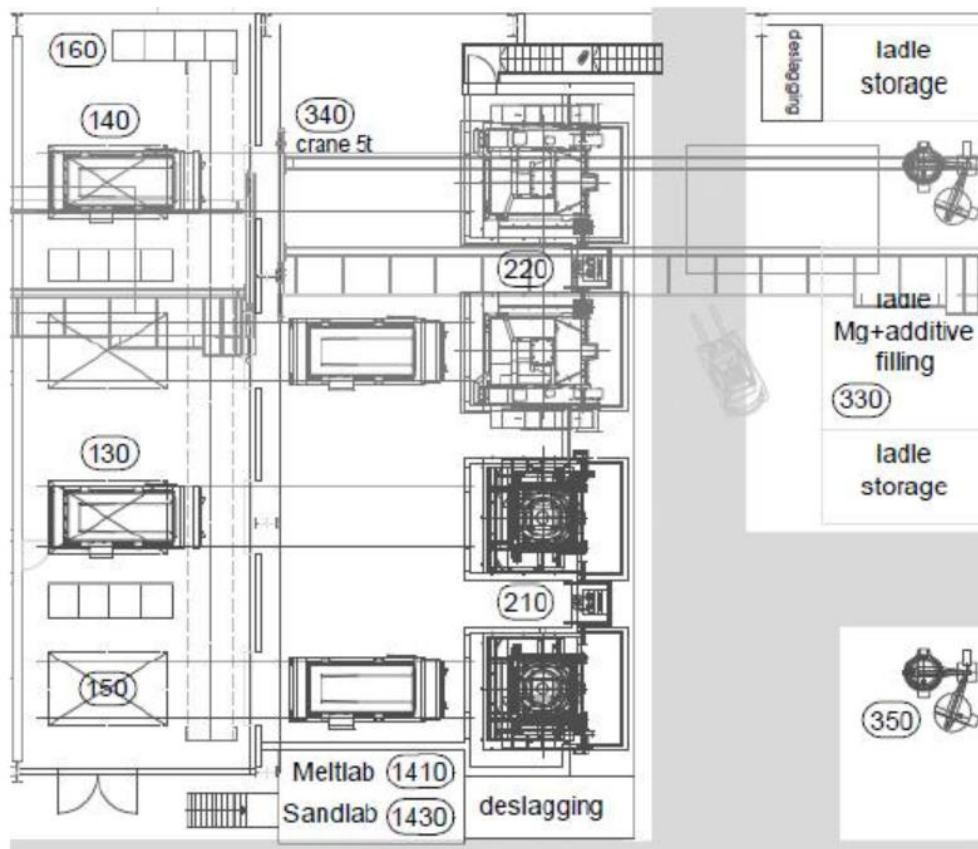 160
deslagging
ladle
storage
140
340
crane 5t
220
ladle
Mg+additive
filling
330
130
ladle
storage
210
150
350
Meltlab 1410
Sandlab 1430
deslagging